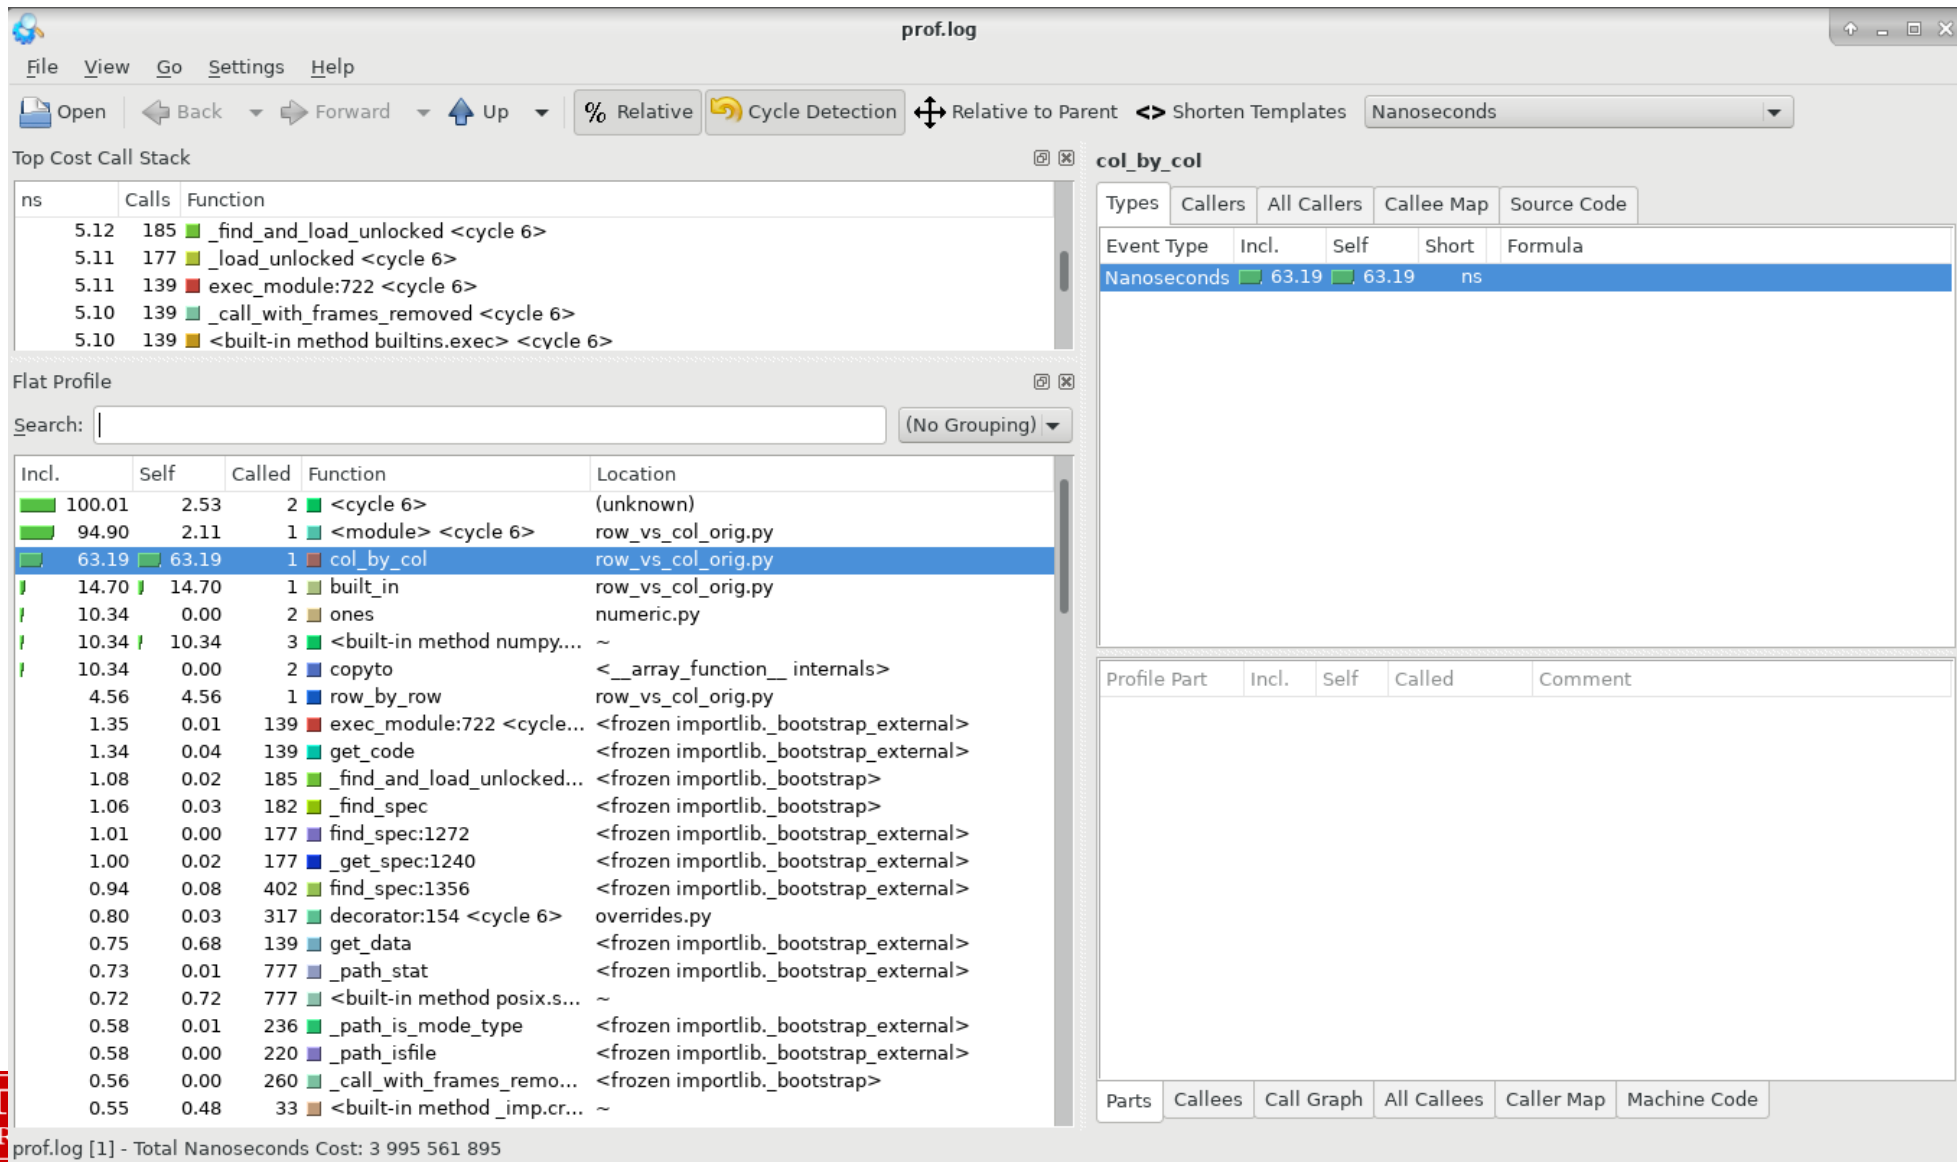 prof.log
File View Go Settings Help
Open Back Forward Up % Relative Cycle Detection Relative to Parent <> Shorten Templates Nanoseconds
Top Cost Call Stack
ns Calls Function
5.12 185 _find_and_load_unlocked <cycle 6>
5.11 177 _load_unlocked <cycle 6>
5.11 139 exec_module:722 <cycle 6>
5.10 139 _call_with_frames_removed <cycle 6>
5.10 139 <built-in method builtins.exec> <cycle 6>
Flat Profile
Search: (No Grouping)
Incl. Self Called Function Location
100.01 2.53 2 <cycle 6> (unknown)
94.90 2.11 1 <module> <cycle 6> row_vs_col_orig.py
63.19 63.19 1 col_by_col row_vs_col_orig.py
14.70 14.70 1 built_in row_vs_col_orig.py
10.34 0.00 2 ones numeric.py
10.34 10.34 3 <built-in method numpy.... ~
10.34 0.00 2 copyto <__array_function__ internals>
4.56 4.56 1 row_by_row row_vs_col_orig.py
1.35 0.01 139 exec_module:722 <cycle... <frozen importlib._bootstrap_external>
1.34 0.04 139 get_code <frozen importlib._bootstrap_external>
1.08 0.02 185 _find_and_load_unlocked... <frozen importlib._bootstrap>
1.06 0.03 182 _find_spec <frozen importlib._bootstrap>
1.01 0.00 177 find_spec:1272 <frozen importlib._bootstrap_external>
1.00 0.02 177 _get_spec:1240 <frozen importlib._bootstrap_external>
0.94 0.08 402 find_spec:1356 <frozen importlib._bootstrap_external>
0.80 0.03 317 decorator:154 <cycle 6> overrides.py
0.75 0.68 139 get_data <frozen importlib._bootstrap_external>
0.73 0.01 777 _path_stat <frozen importlib._bootstrap_external>
0.72 0.72 777 <built-in method posix.s... ~
0.58 0.01 236 _path_is_mode_type <frozen importlib._bootstrap_external>
0.58 0.00 220 _path_isfile <frozen importlib._bootstrap_external>
0.56 0.00 260 _call_with_frames_remo... <frozen importlib._bootstrap>
0.55 0.48 33 <built-in method _imp.cr... ~
col_by_col
Types Callers All Callers Callee Map Source Code
Event Type Incl. Self Short Formula
Nanoseconds 63.19 63.19 ns
Profile Part Incl. Self Called Comment
Parts Callees Call Graph All Callees Caller Map Machine Code
prof.log [1] - Total Nanoseconds Cost: 3 995 561 895